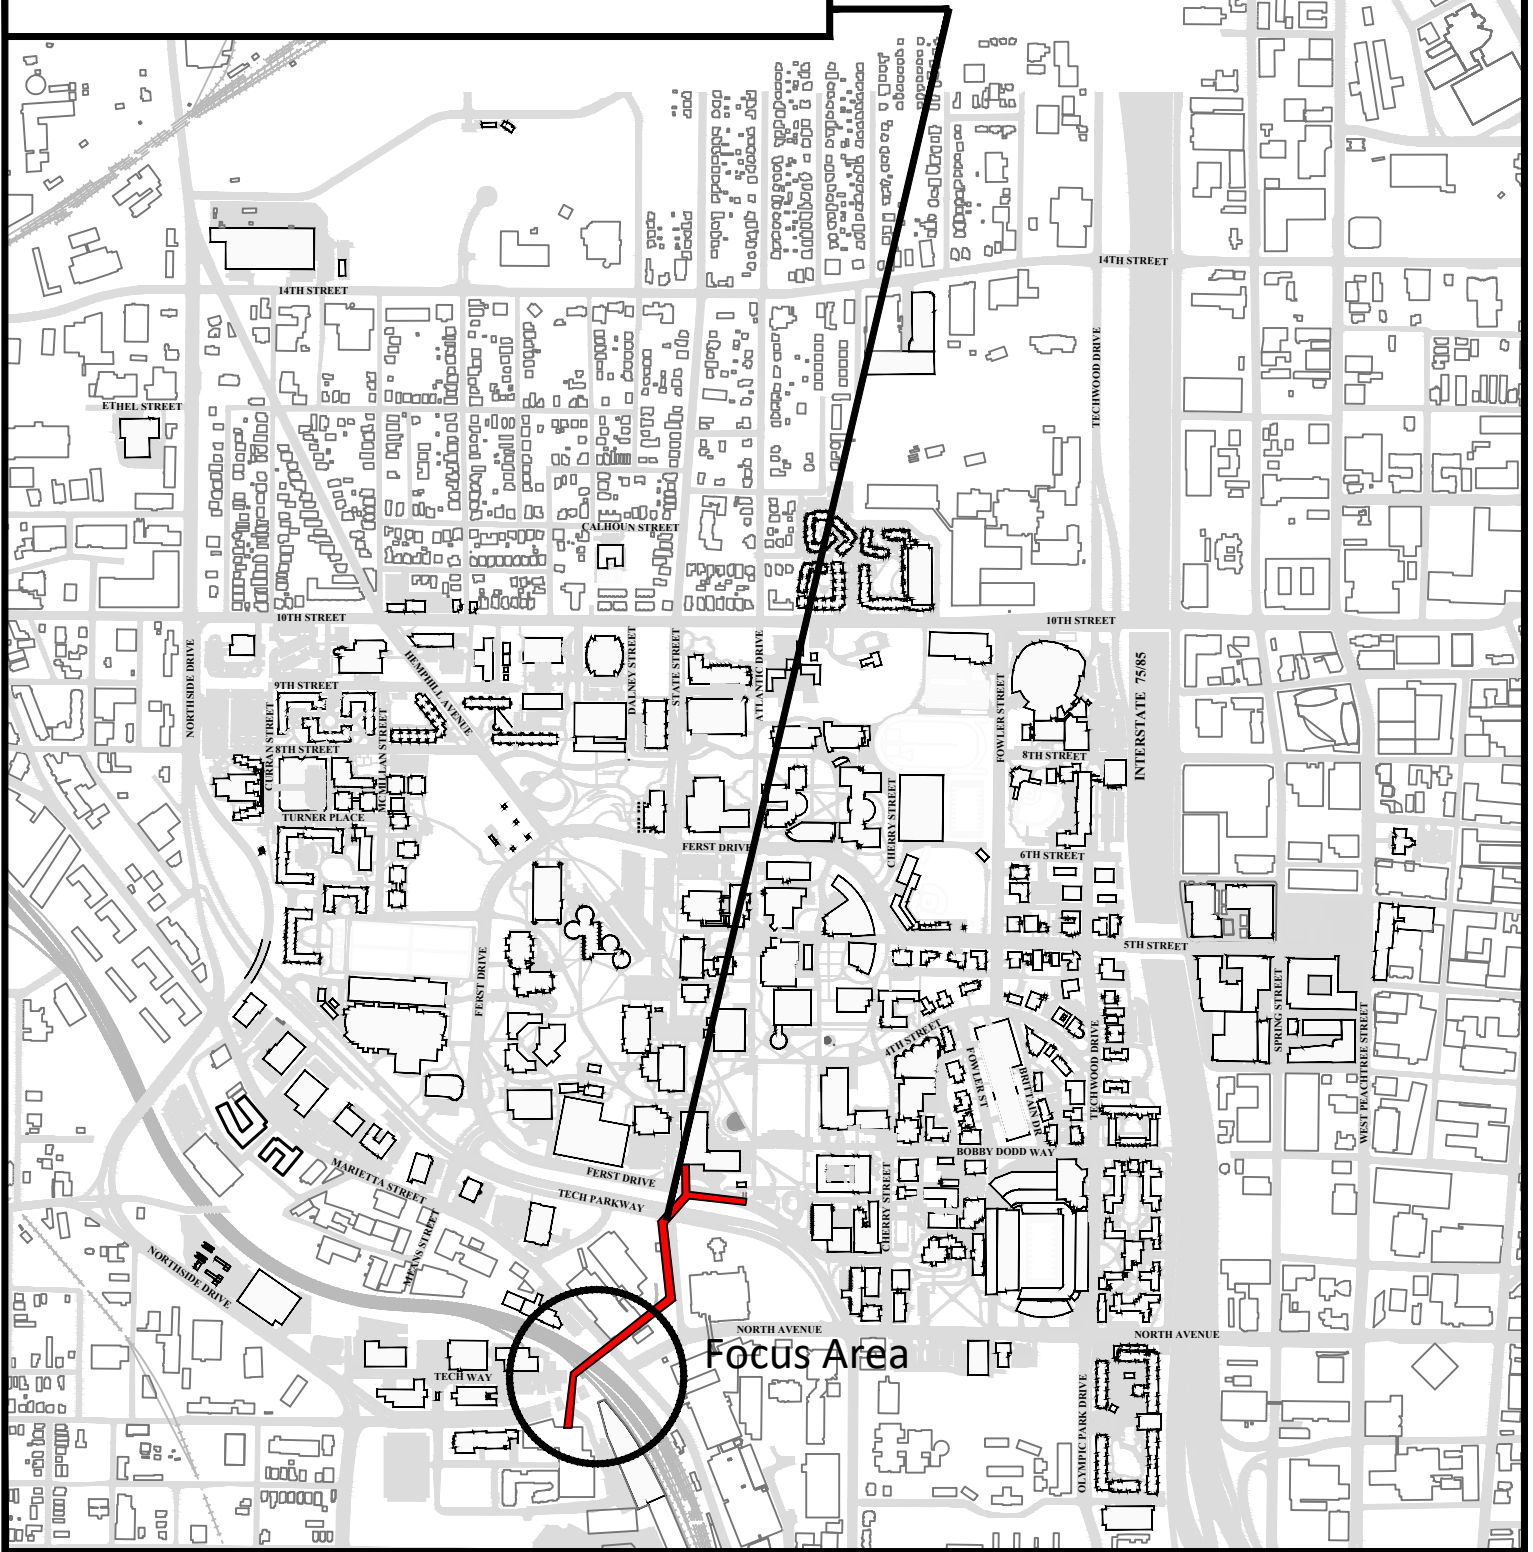 14TH STREET
14TH STREET
TECHWOOD DRIVE
ETHEL STREET
CALHOUN STREET
10TH STREET
10TH STREET
NORTHSIDE DRIVE
HEMPHILL AVENUE
DALNEY STREET
STATE STREET
ATLANTIC DRIVE
FOWLER STREET
INTERSTATE 75/85
9TH STREET
CURRAN STREET
MCMILLAN STREET
8TH STREET
8TH STREET
TURNER PLACE
CHERRY STREET
FERST DRIVE
6TH STREET
5TH STREET
FERST DRIVE
SPRING STREET
WEST PEACHTREE STREET
4TH STREET
FOWLER ST
BRITTAIN DR
TECHWOOD DRIVE
BOBBY DODD WAY
MARIETTA STREET
FERST DRIVE
TECH PARKWAY
CHERRY STREET
MEANS STREET
NORTHSIDE DRIVE
NORTH AVENUE
NORTH AVENUE
Focus Area
TECH WAY
OLYMPIC PARK DRIVE